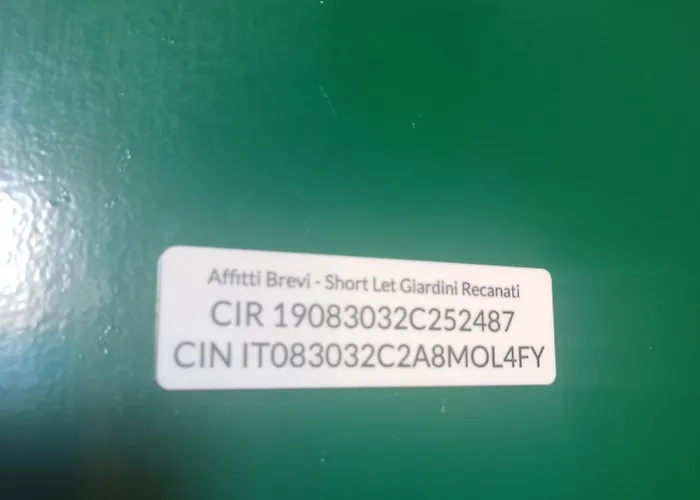 Affitti Brevi - Short Let Giardini Recanati
CIR 19083032C252487
CIN IT083032C2A8MOL4FY